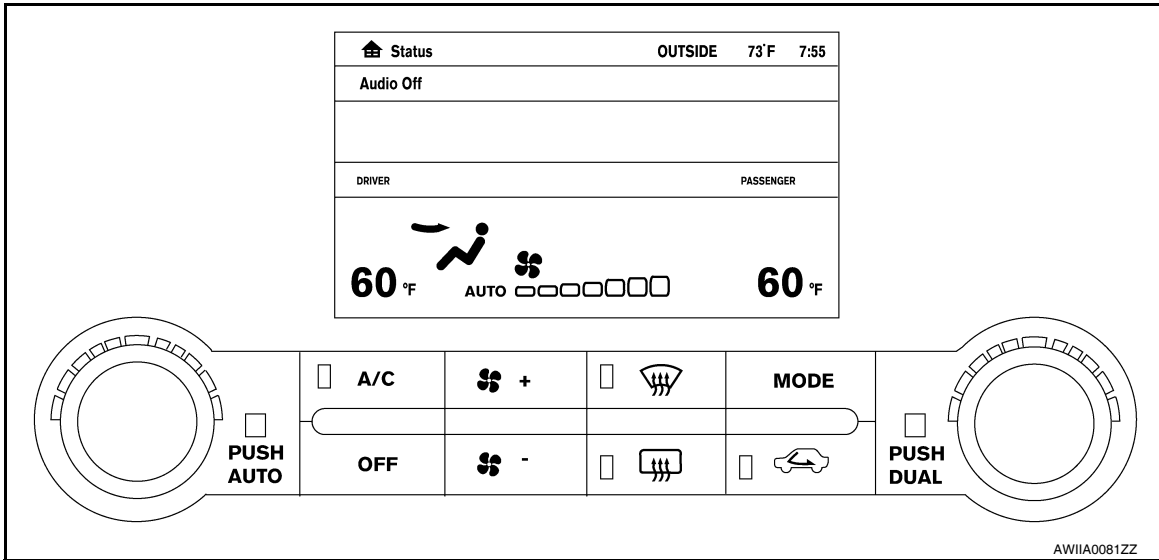 Status OUTSIDE 73°F 7:55
Audio Off
DRIVER PASSENGER
60 °F AUTO 60 °F
A/C + MODE
PUSH AUTO
OFF -
PUSH DUAL
AWIIA0081ZZ